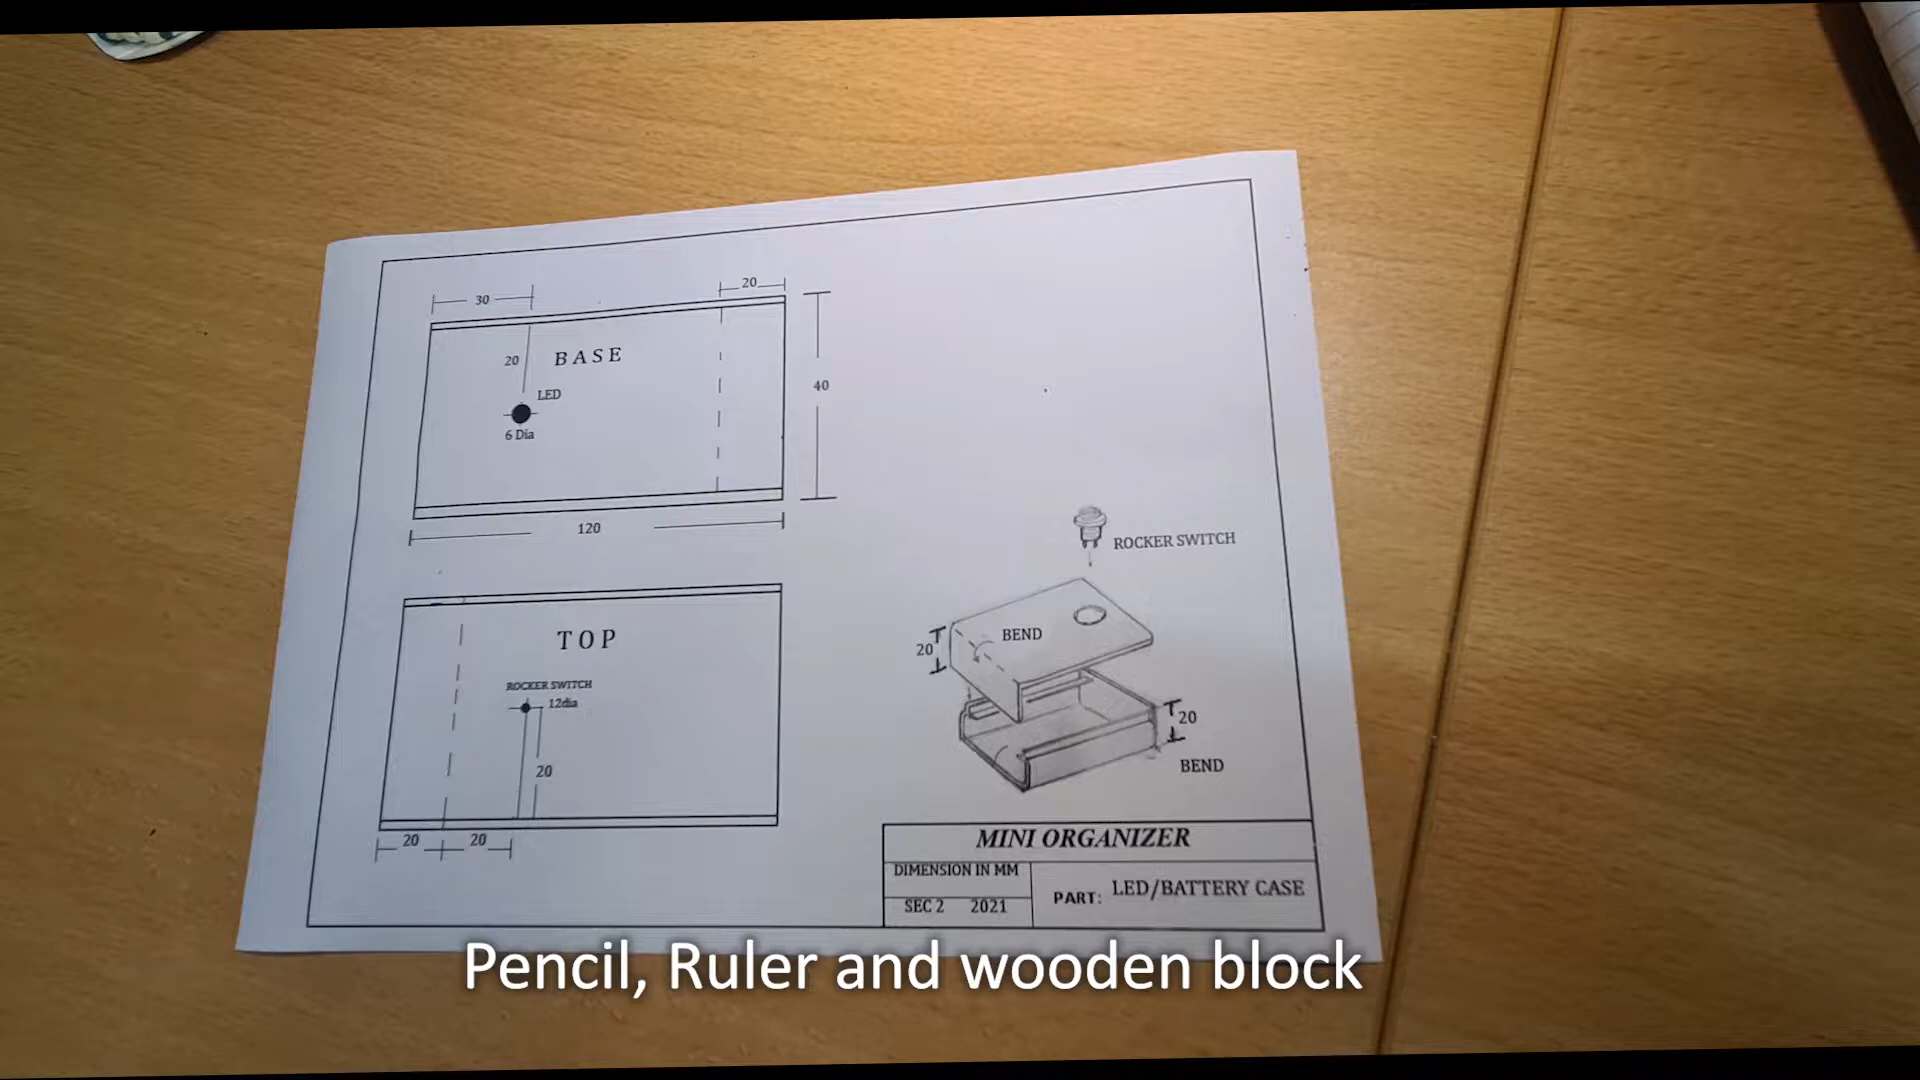 30
20
20
BASE
LED
40
6 Dia
120
TOP
ROCKER SWITCH
12dia
20
20
20
ROCKER SWITCH
BEND
20
20
BEND
MINI ORGANIZER
DIMENSION IN MM
SEC 2 2021
PART: LED/BATTERY CASE
Pencil, Ruler and wooden block